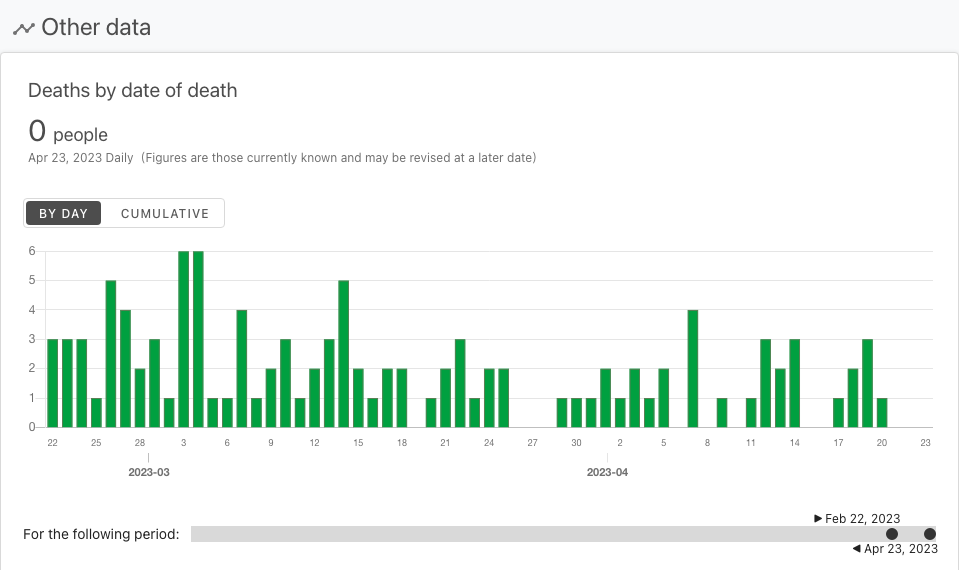 Other data
Deaths by date of death
0 people
Apr 23, 2023 Daily (Figures are those currently known and may be revised at a later date)
BY DAY CUMULATIVE
6
5
4
3
2
1
0
22 25 28 3 6 9 12 15 18 21 24 27 30 2 5 8 11 14 17 20 23
2023-03 2023-04
Feb 22, 2023
For the following period:
Apr 23, 2023